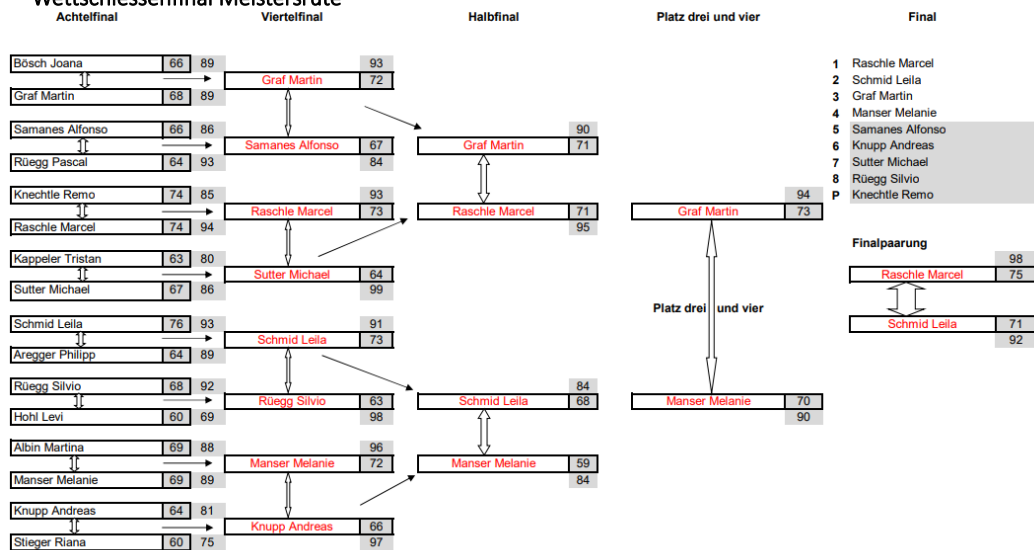 Wettschiessenfinal Meistersrute
Achtelfinal Viertelfinal Halbfinal Platz drei und vier Final
Bösch Joana 66 89
Graf Martin 68 89
Samanes Alfonso 66 86
Rüegg Pascal 64 93
Knechtle Remo 74 85
Raschle Marcel 74 94
Kappeler Tristan 63 80
Sutter Michael 67 86
Schmid Leila 76 93
Aregger Philipp 64 89
Rüegg Silvio 68 92
Hohl Levi 60 69
Albin Martina 69 88
Manser Melanie 69 89
Knupp Andreas 64 81
Stieger Riana 60 75
93
Graf Martin 72
Samanes Alfonso 67
84
93
Raschle Marcel 73
Sutter Michael 64
99
91
Schmid Leila 73
Rüegg Silvio 63
98
96
Manser Melanie 72
Knupp Andreas 66
97
90
Graf Martin 71
Raschle Marcel 71
95
84
Schmid Leila 68
Manser Melanie 59
84
94
Graf Martin 73
Platz drei und vier
Manser Melanie 70
90
1 Raschle Marcel
2 Schmid Leila
3 Graf Martin
4 Manser Melanie
5 Samanes Alfonso
6 Knupp Andreas
7 Sutter Michael
8 Rüegg Silvio
P Knechtle Remo
Finalpaarung
98
Raschle Marcel 75
Schmid Leila 71
92